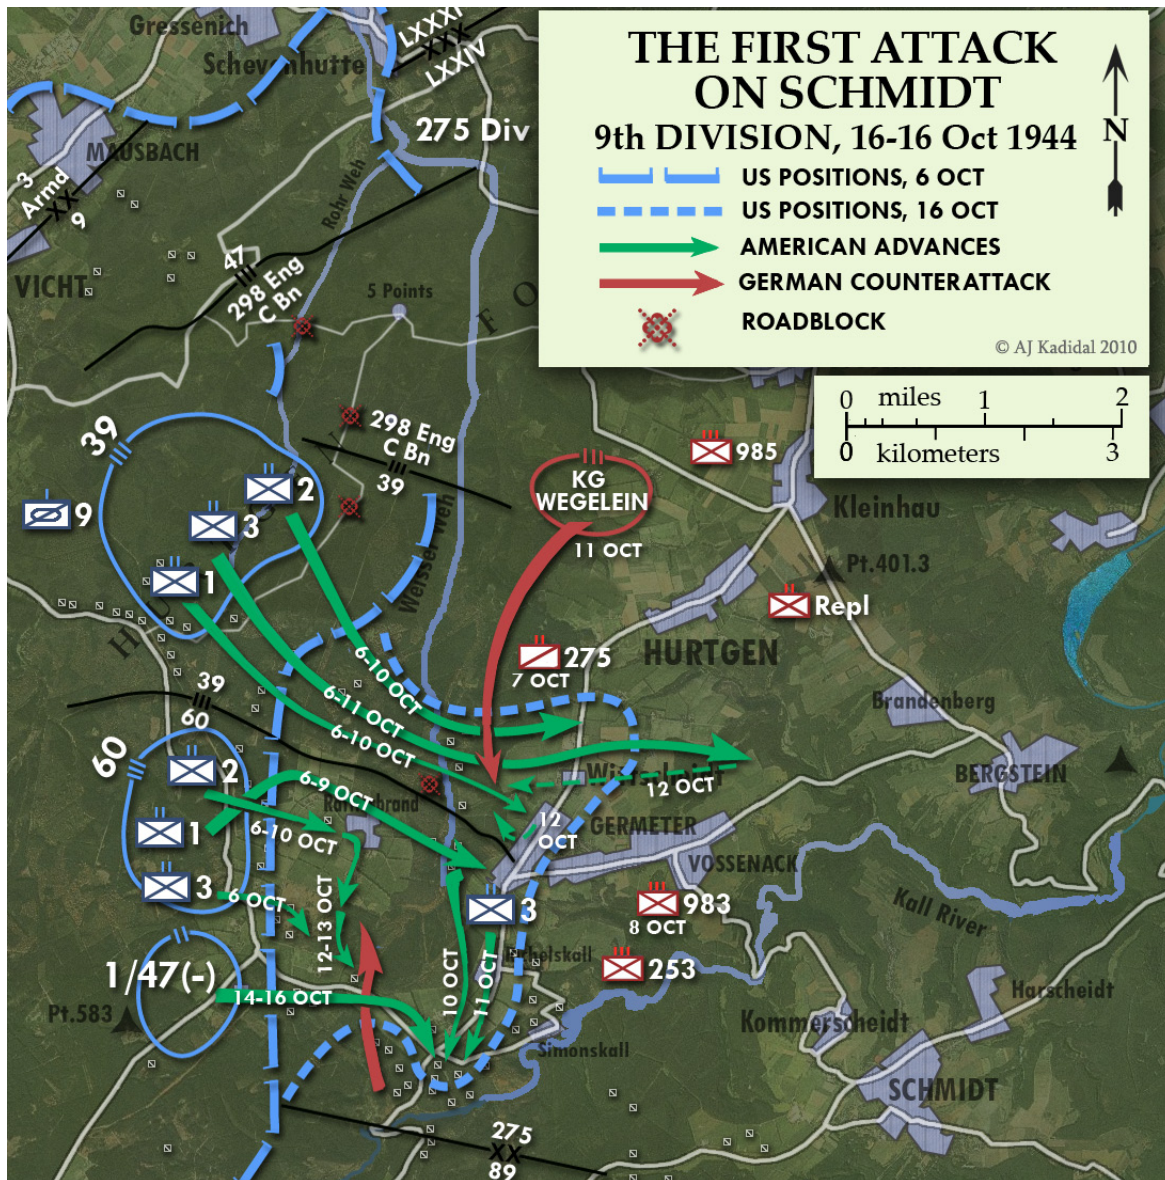 THE FIRST ATTACK
ON SCHMIDT
9th DIVISION, 16-16 Oct 1944
US POSITIONS, 6 OCT
US POSITIONS, 16 OCT
AMERICAN ADVANCES
GERMAN COUNTERATTACK
ROADBLOCK
© AJ Kadidal 2010
N
0 miles 1 2
0 kilometers 3
Gressenich
Schevenhutte
LXXIV
275 Div
MAUSBACH
3
Armd
XX
9
VICHT
Rohr Weh
47
298 Eng
C Bn
5 Points
F
O
39
298 Eng
C Bn
39
2
3
1
9
H
Weisser Weh
KG
WEGELEIN
11 OCT
985
Kleinhau
Pt.401.3
Repl
HURTGEN
275
7 OCT
Brandenberg
BERGSTEIN
39
60
6-10 OCT
6-11 OCT
6-10 OCT
60
2
1
3
6-9 OCT
6-10 OCT
6 OCT
12-13 OCT
12 OCT
12
OCT
GERMETER
VOSSENACK
983
8 OCT
253
Kall River
3
10 OCT
11 OCT
1/47(-)
14-16 OCT
Pt.583
Simonskall
Kommerscheidt
Harscheidt
SCHMIDT
275
XX
89